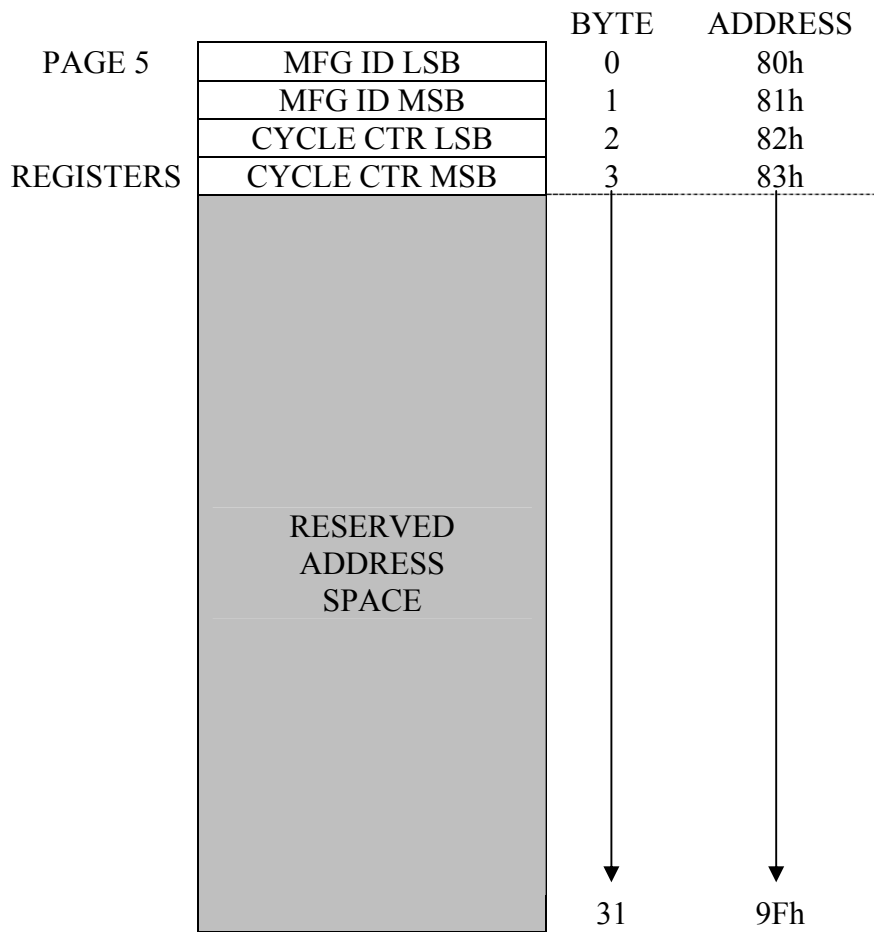 BYTE ADDRESS
PAGE 5 MFG ID LSB 0 80h
MFG ID MSB 1 81h
CYCLE CTR LSB 2 82h
REGISTERS CYCLE CTR MSB 3 83h
RESERVED
ADDRESS
SPACE
31 9Fh